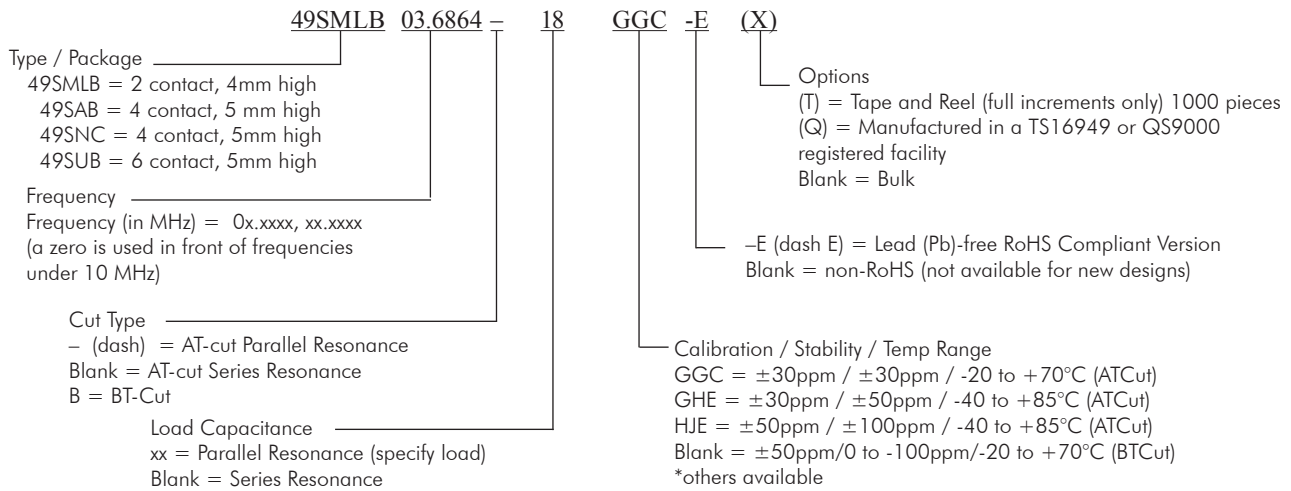 49SMLB 03.6864 – 18 GGC -E (X)
Type / Package
49SMLB = 2 contact, 4mm high
49SAB = 4 contact, 5 mm high
49SNC = 4 contact, 5mm high
49SUB = 6 contact, 5mm high
Frequency
Frequency (in MHz) = 0x.xxxx, xx.xxxx
(a zero is used in front of frequencies
under 10 MHz)
Cut Type
– (dash) = AT-cut Parallel Resonance
Blank = AT-cut Series Resonance
B = BT-Cut
Load Capacitance
xx = Parallel Resonance (specify load)
Blank = Series Resonance
Options
(T) = Tape and Reel (full increments only) 1000 pieces
(Q) = Manufactured in a TS16949 or QS9000
registered facility
Blank = Bulk
–E (dash E) = Lead (Pb)-free RoHS Compliant Version
Blank = non-RoHS (not available for new designs)
Calibration / Stability / Temp Range
GGC = ±30ppm / ±30ppm / -20 to +70°C (ATCut)
GHE = ±30ppm / ±50ppm / -40 to +85°C (ATCut)
HJE = ±50ppm / ±100ppm / -40 to +85°C (ATCut)
Blank = ±50ppm/0 to -100ppm/-20 to +70°C (BTCut)
*others available